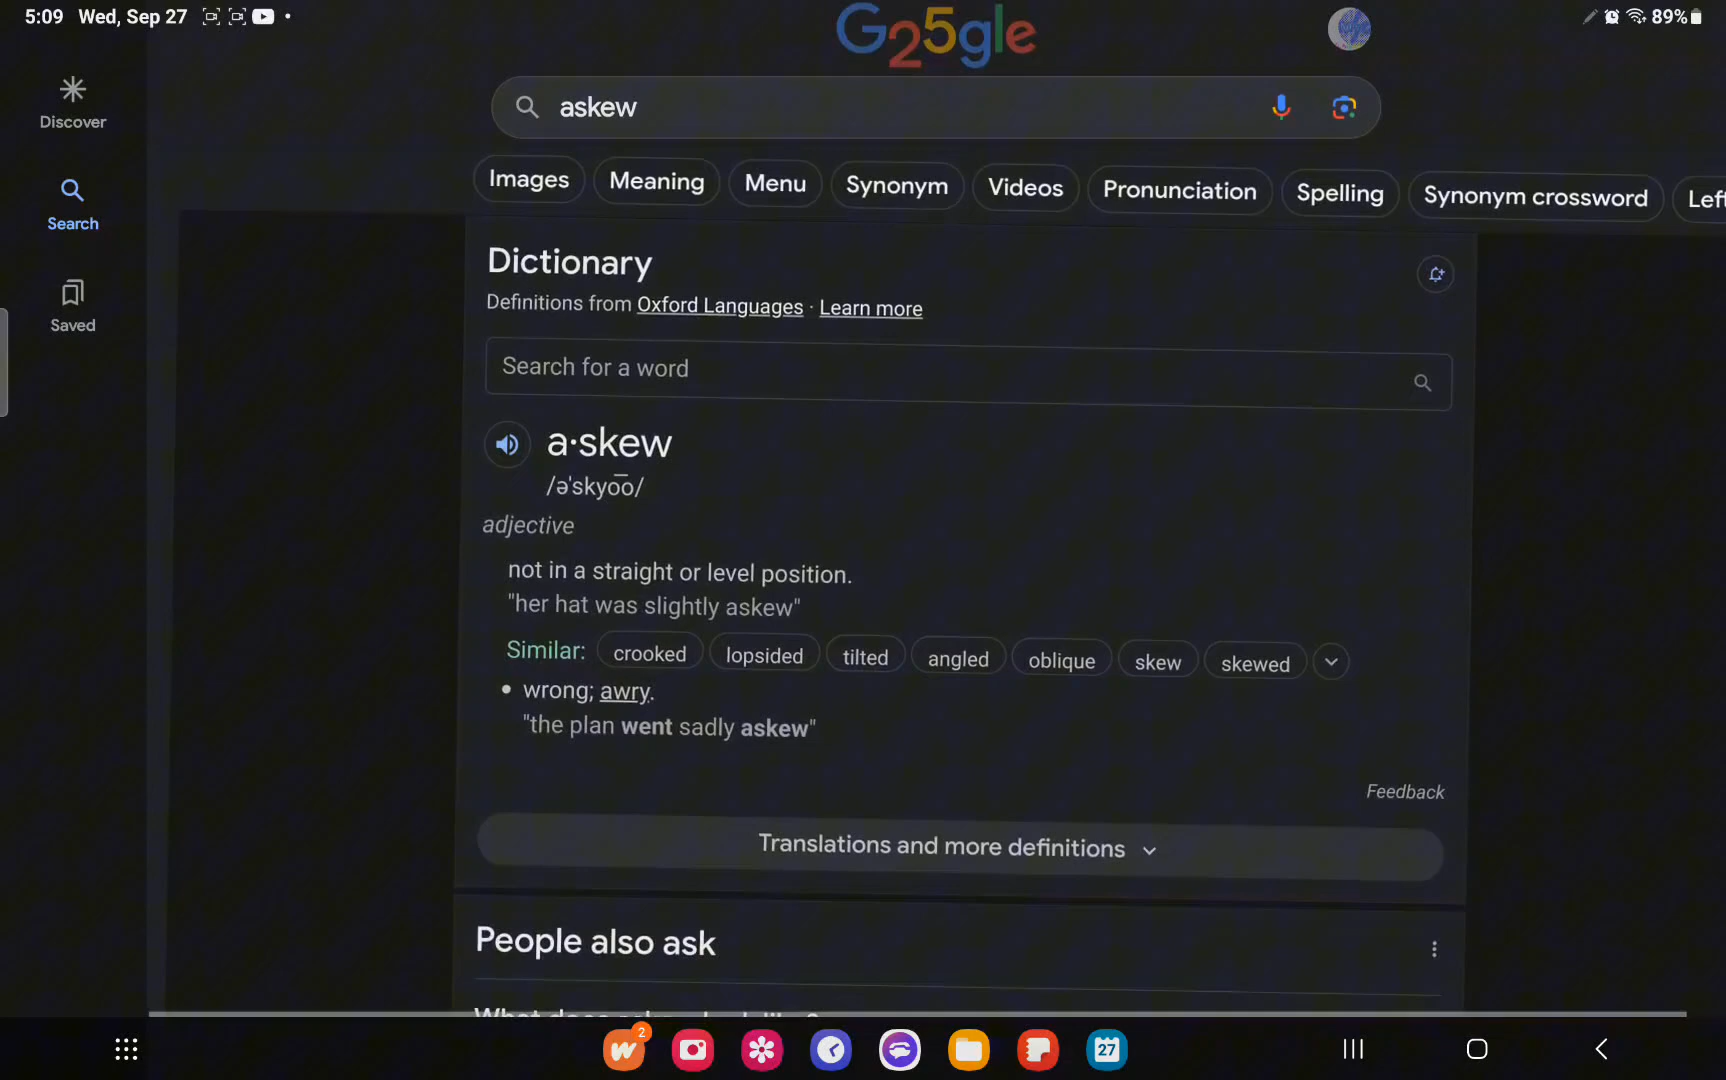 5:09 Wed, Sep 27
89%
G25gle
Discover
askew
Search
Images Meaning Menu Synonym Videos Pronunciation Spelling Synonym crossword Left
Saved
Dictionary
Definitions from Oxford Languages · Learn more
Search for a word
a·skew
/əˈskyo͞o/
adjective
not in a straight or level position.
"her hat was slightly askew"
Similar: crooked lopsided tilted angled oblique skew skewed
• wrong; awry.
"the plan went sadly askew"
Feedback
Translations and more definitions
People also ask
2
27